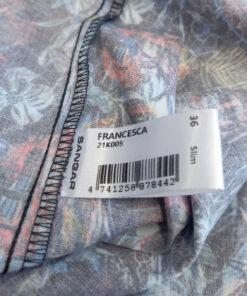 FRANCESCA
21K005
SANGAR
4 741258 878442
36
Slim